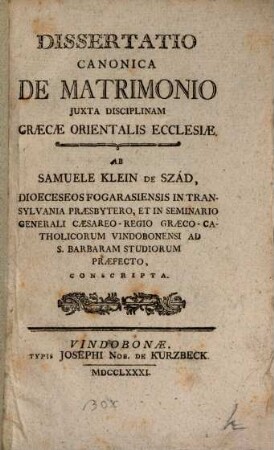 DISSERTATIO
CANONICA
DE MATRIMONIO
JUXTA DISCIPLINAM
GRÆCÆ ORIENTALIS ECCLESIÆ,
AB
SAMUELE KLEIN DE SZÁD,
DIOECESEOS FOGARASIENSIS IN TRAN-
SYLVANIA PRÆSBYTERO, ET IN SEMINARIO
GENERALI CÆSAREO-REGIO GRÆCO-CA-
THOLICORUM VINDOBONENSI AD
S. BARBARAM STUDIORUM
PRÆFECTO,
CONSCRIPTA.
VINDOBONÆ,
TYPIS JOSEPHI NOB. DE KURZBECK.
MDCCLXXXI.